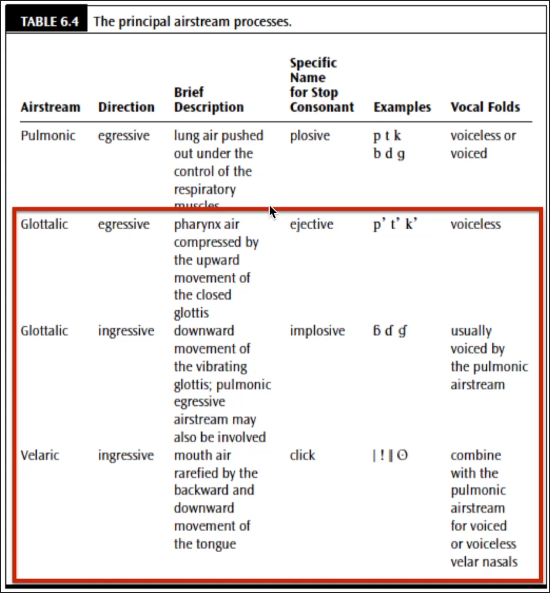 TABLE 6.4 The principal airstream processes.
Specific
Name
Brief for Stop
Airstream Direction Description Consonant Examples Vocal Folds
Pulmonic egressive lung air pushed plosive p t k voiceless or
out under the b d ɡ voiced
control of the
respiratory
muscles
Glottalic egressive pharynx air ejective p’ t’ k’ voiceless
compressed by
the upward
movement of
the closed
glottis
Glottalic ingressive downward implosive ɓ ɗ ɠ usually
movement of voiced by
the vibrating the pulmonic
glottis; pulmonic airstream
egressive
airstream may
also be involved
Velaric ingressive mouth air click ǀ ! ǁ ʘ combine
rarefied by the with the
backward and pulmonic
downward airstream
movement of for voiced
the tongue or voiceless
velar nasals